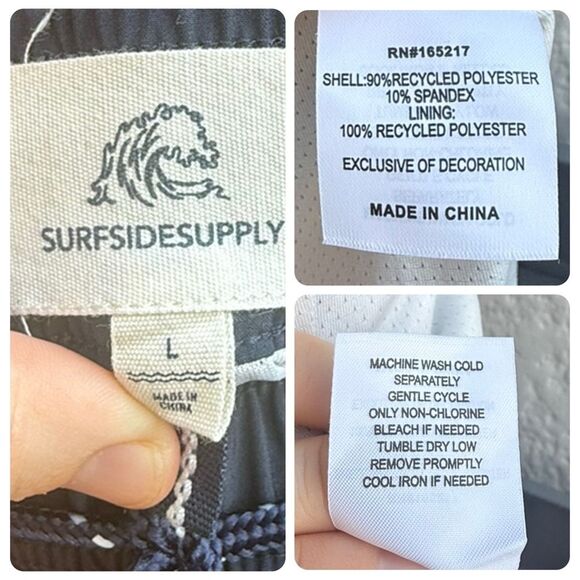 SURFSIDESUPPLY
L
MADE IN
CHINA
RN#165217
SHELL:90%RECYCLED POLYESTER
10% SPANDEX
LINING:
100% RECYCLED POLYESTER
EXCLUSIVE OF DECORATION
MADE IN CHINA
MACHINE WASH COLD
SEPARATELY
GENTLE CYCLE
ONLY NON-CHLORINE
BLEACH IF NEEDED
TUMBLE DRY LOW
REMOVE PROMPTLY
COOL IRON IF NEEDED